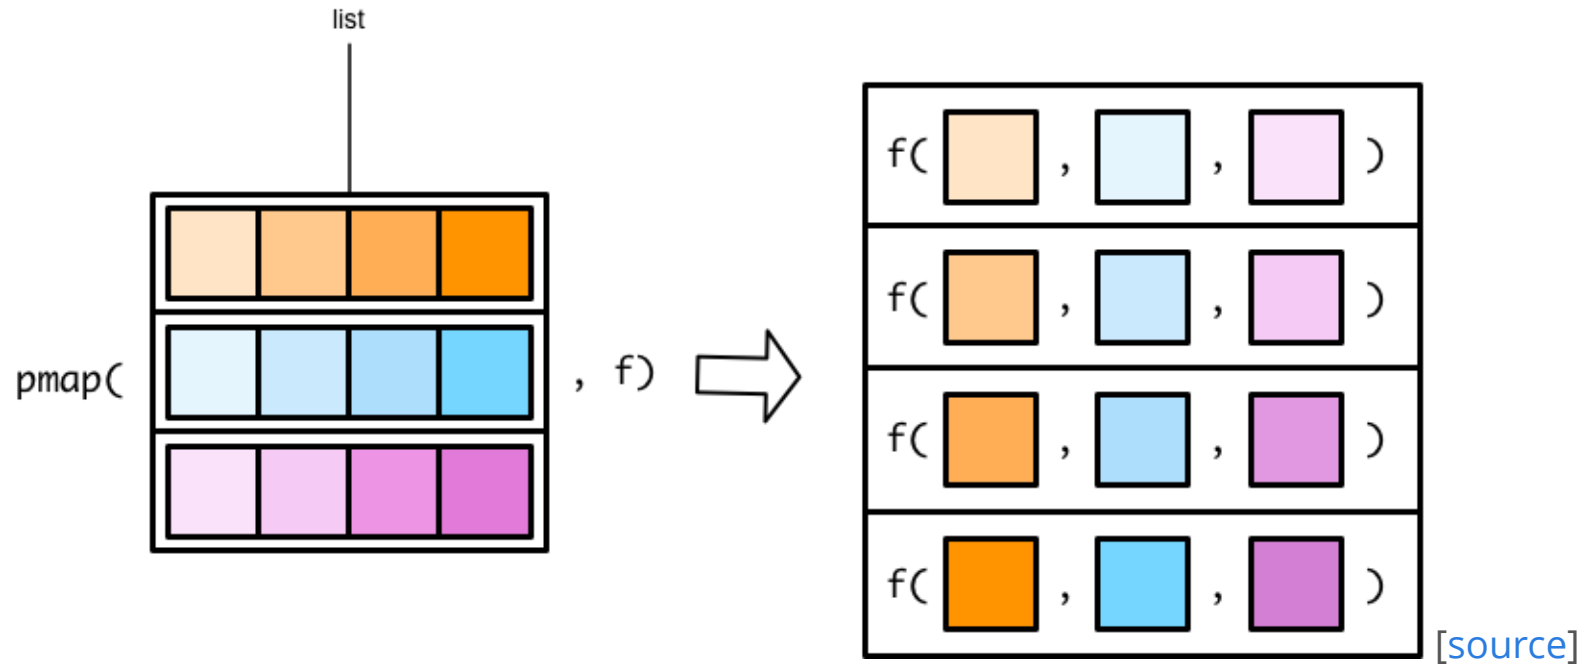 list
pmap( , f)
f( , , )
f( , , )
f( , , )
f( , , )
[source]